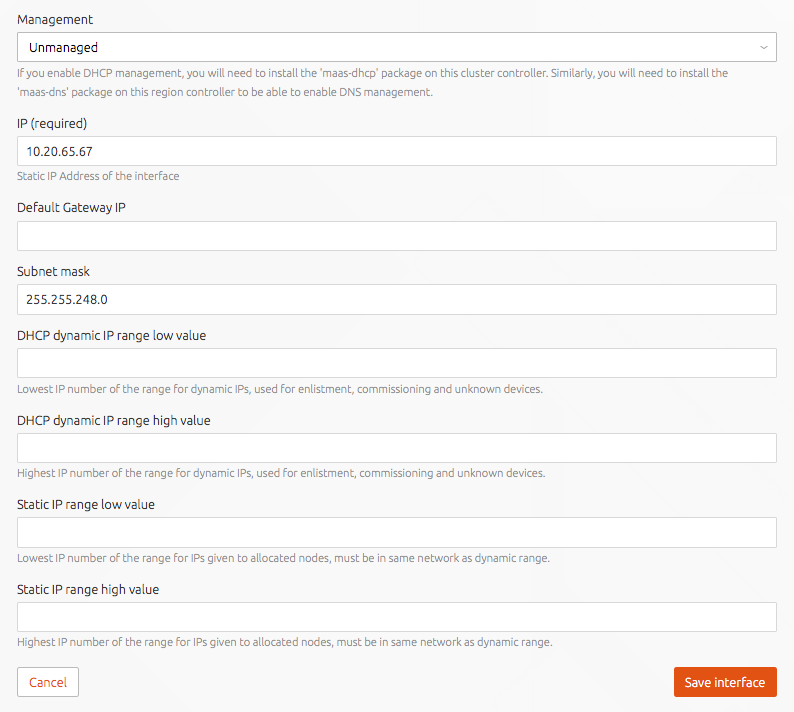 Management
Unmanaged
If you enable DHCP management, you will need to install the 'maas-dhcp' package on this cluster controller. Similarly, you will need to install the
'maas-dns' package on this region controller to be able to enable DNS management.
IP (required)
10.20.65.67
Static IP Address of the interface
Default Gateway IP
Subnet mask
255.255.248.0
DHCP dynamic IP range low value
Lowest IP number of the range for dynamic IPs, used for enlistment, commissioning and unknown devices.
DHCP dynamic IP range high value
Highest IP number of the range for dynamic IPs, used for enlistment, commissioning and unknown devices.
Static IP range low value
Lowest IP number of the range for IPs given to allocated nodes, must be in same network as dynamic range.
Static IP range high value
Highest IP number of the range for IPs given to allocated nodes, must be in same network as dynamic range.
Cancel
Save interface